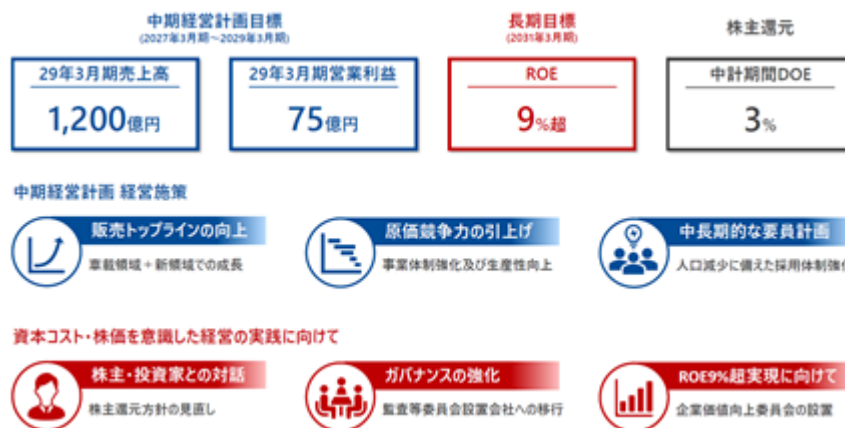 中期経営計画目標
(2027年3月期～2029年3月期)
長期目標
(2031年3月期)
株主還元
29年3月期売上高
1,200億円
29年3月期営業利益
75億円
ROE
9%超
中計期間DOE
3%
中期経営計画 経営施策
販売トップラインの向上
車載領域＋新領域での成長
原価競争力の引上げ
事業体制強化及び生産性向上
中長期的な要員計画
人口減少に備えた採用体制強化
資本コスト・株価を意識した経営の実践に向けて
株主・投資家との対話
株主還元方針の見直し
ガバナンスの強化
監査等委員会設置会社への移行
ROE9%超実現に向けて
企業価値向上委員会の設置